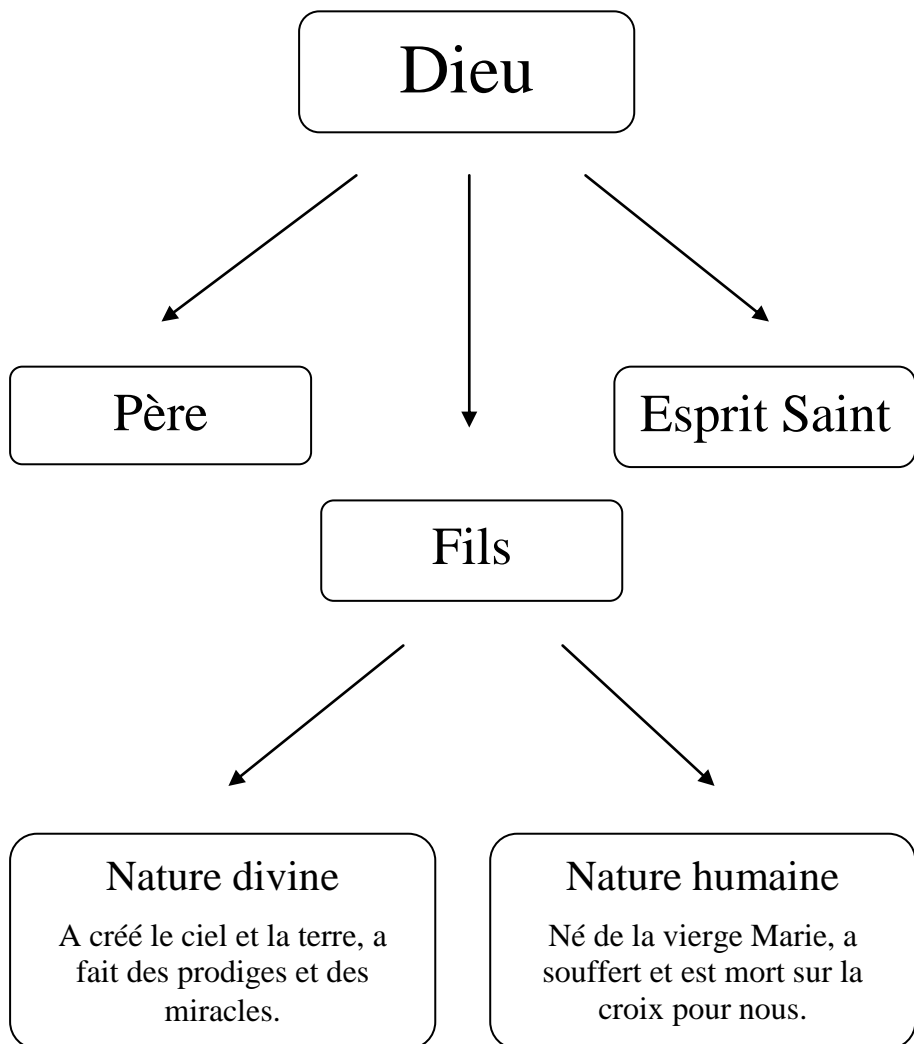 Dieu
Père
Esprit Saint
Fils
Nature divine
A créé le ciel et la terre, a
fait des prodiges et des
miracles.
Nature humaine
Né de la vierge Marie, a
souffert et est mort sur la
croix pour nous.